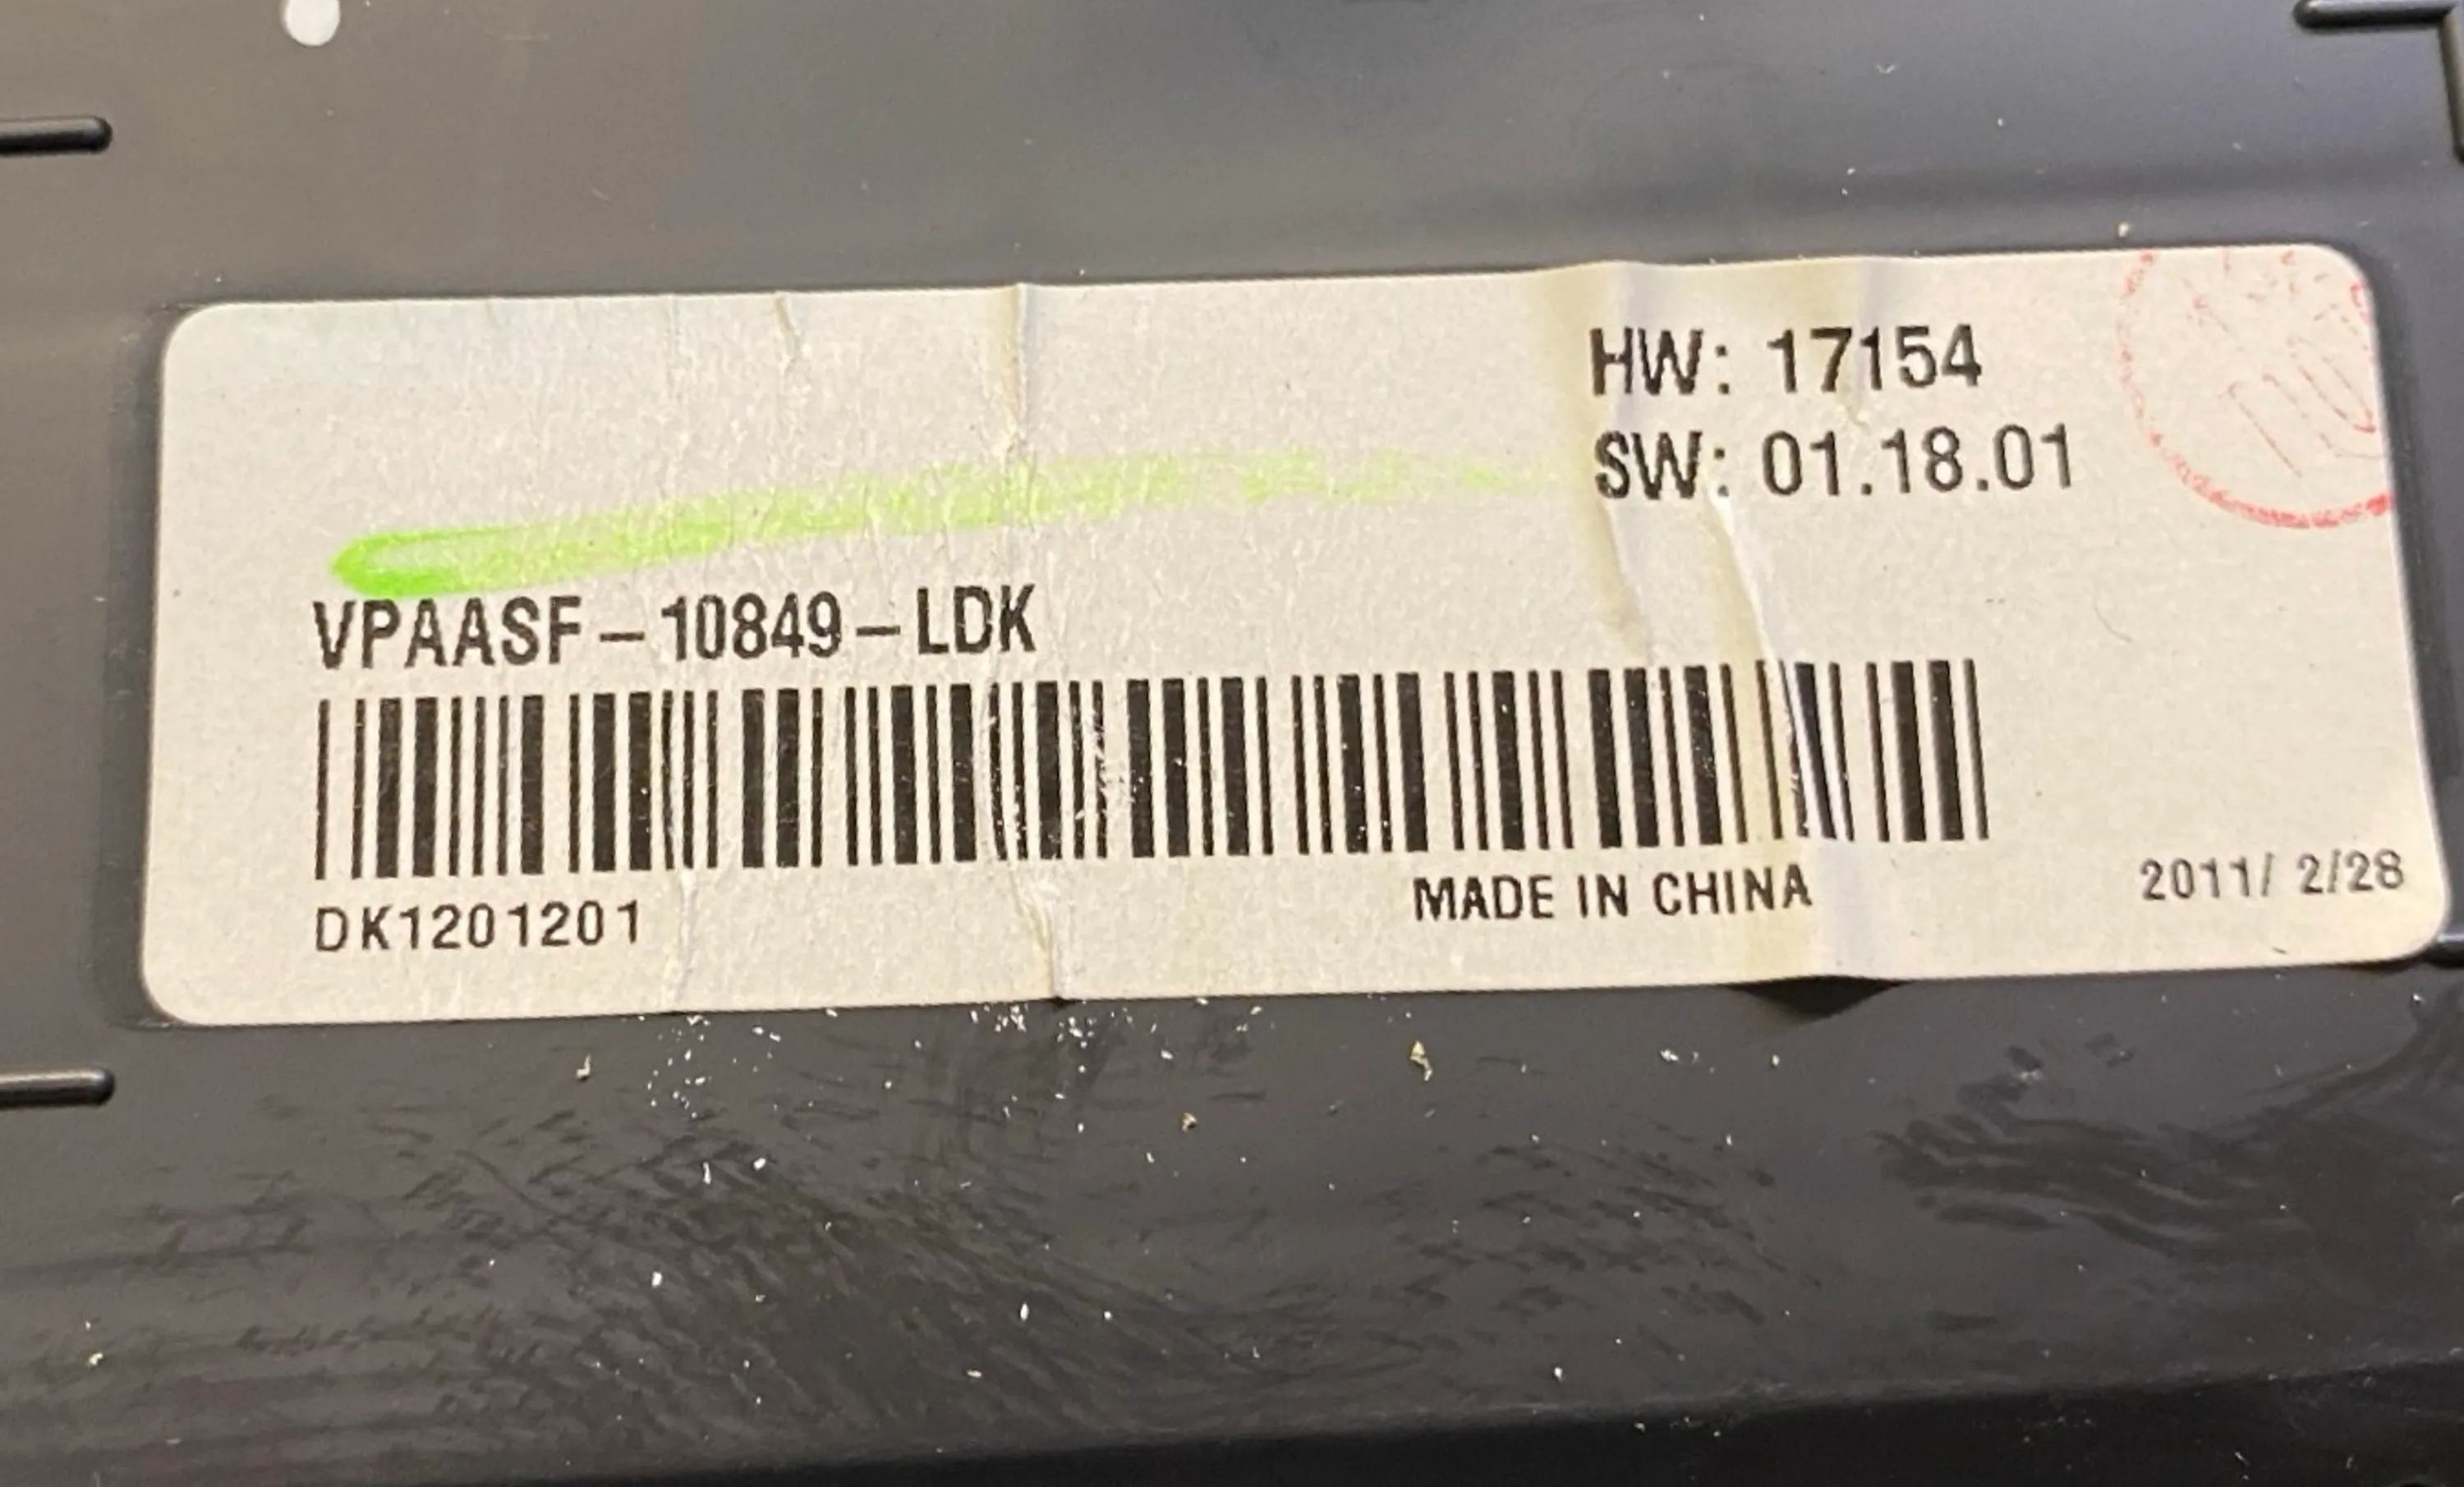 HW: 17154
SW: 01.18.01
VPAASF-10849-LDK
DK1201201
MADE IN CHINA
2011/ 2/28